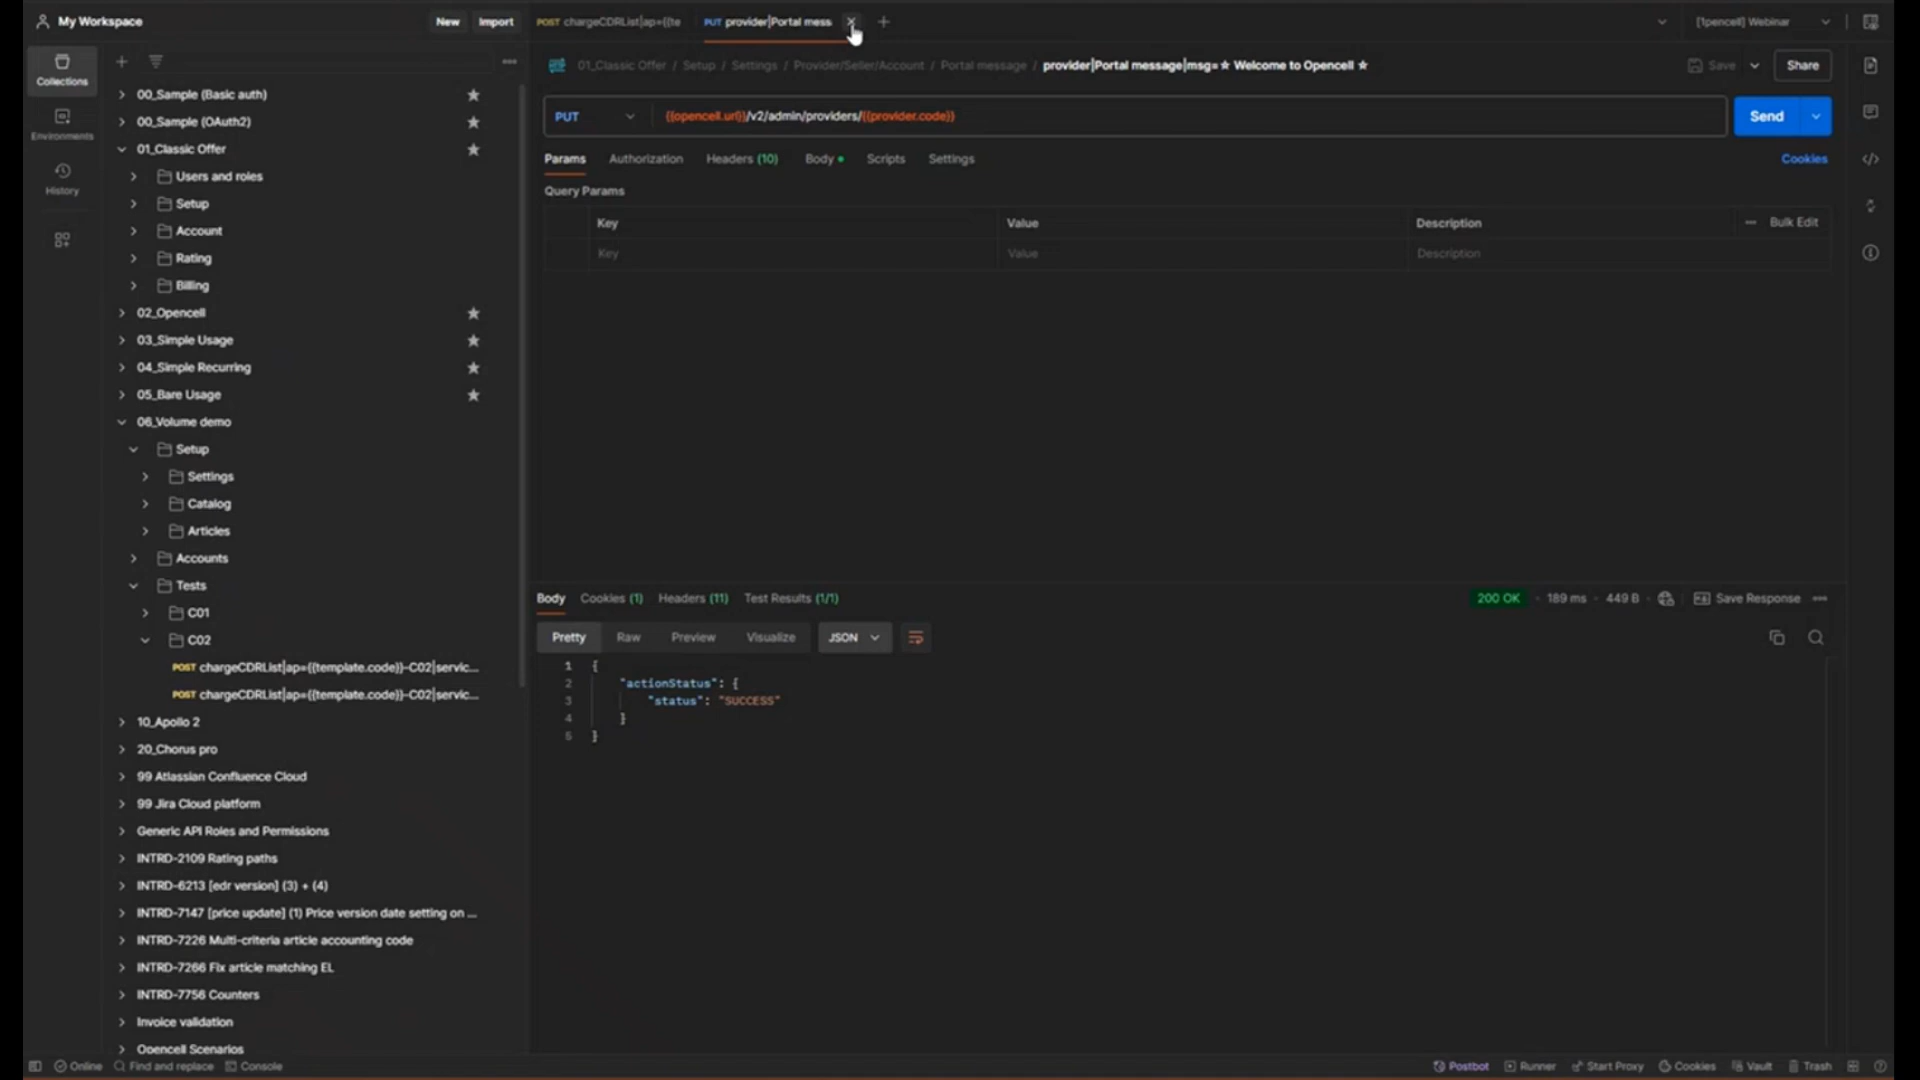 My Workspace
New
Import
POST chargeCDRList|ap={{te
PUT provider|Portal mess
[1pencell] Webinar
Collections
Environments
History
00_Sample (Basic auth)
00_Sample (OAuth2)
01_Classic Offer
Users and roles
Setup
Account
Rating
Billing
02_Opencell
03_Simple Usage
04_Simple Recurring
05_Bare Usage
06_Volume demo
Setup
Settings
Catalog
Articles
Accounts
Tests
C01
C02
POST chargeCDRList|ap={{template.code}}-C02|servic...
POST chargeCDRList|ap={{template.code}}-C02|servic...
10_Apollo 2
20_Chorus pro
99 Atlassian Confluence Cloud
99 Jira Cloud platform
Generic API Roles and Permissions
INTRD-2109 Rating paths
INTRD-6213 [edr version] (3) + (4)
INTRD-7147 [price update] (1) Price version date setting on ...
INTRD-7226 Multi-criteria article accounting code
INTRD-7266 Fix article matching EL
INTRD-7756 Counters
Invoice validation
Opencell Scenarios
01_Classic Offer / Setup / Settings / Provider/Seller/Account / Portal message / provider|Portal message|msg=☆ Welcome to Opencell ☆
Save
Share
PUT
{{opencell.url}}/v2/admin/providers/{{provider.code}}
Send
Params
Authorization
Headers (10)
Body
Scripts
Settings
Cookies
Query Params
Key
Value
Description
Bulk Edit
Key
Value
Description
Body
Cookies (1)
Headers (11)
Test Results (1/1)
200 OK
189 ms
449 B
Save Response
Pretty
Raw
Preview
Visualize
JSON
1 {
2 "actionStatus": {
3 "status": "SUCCESS"
4 }
5 }
Online
Find and replace
Console
Postbot
Runner
Start Proxy
Cookies
Vault
Trash